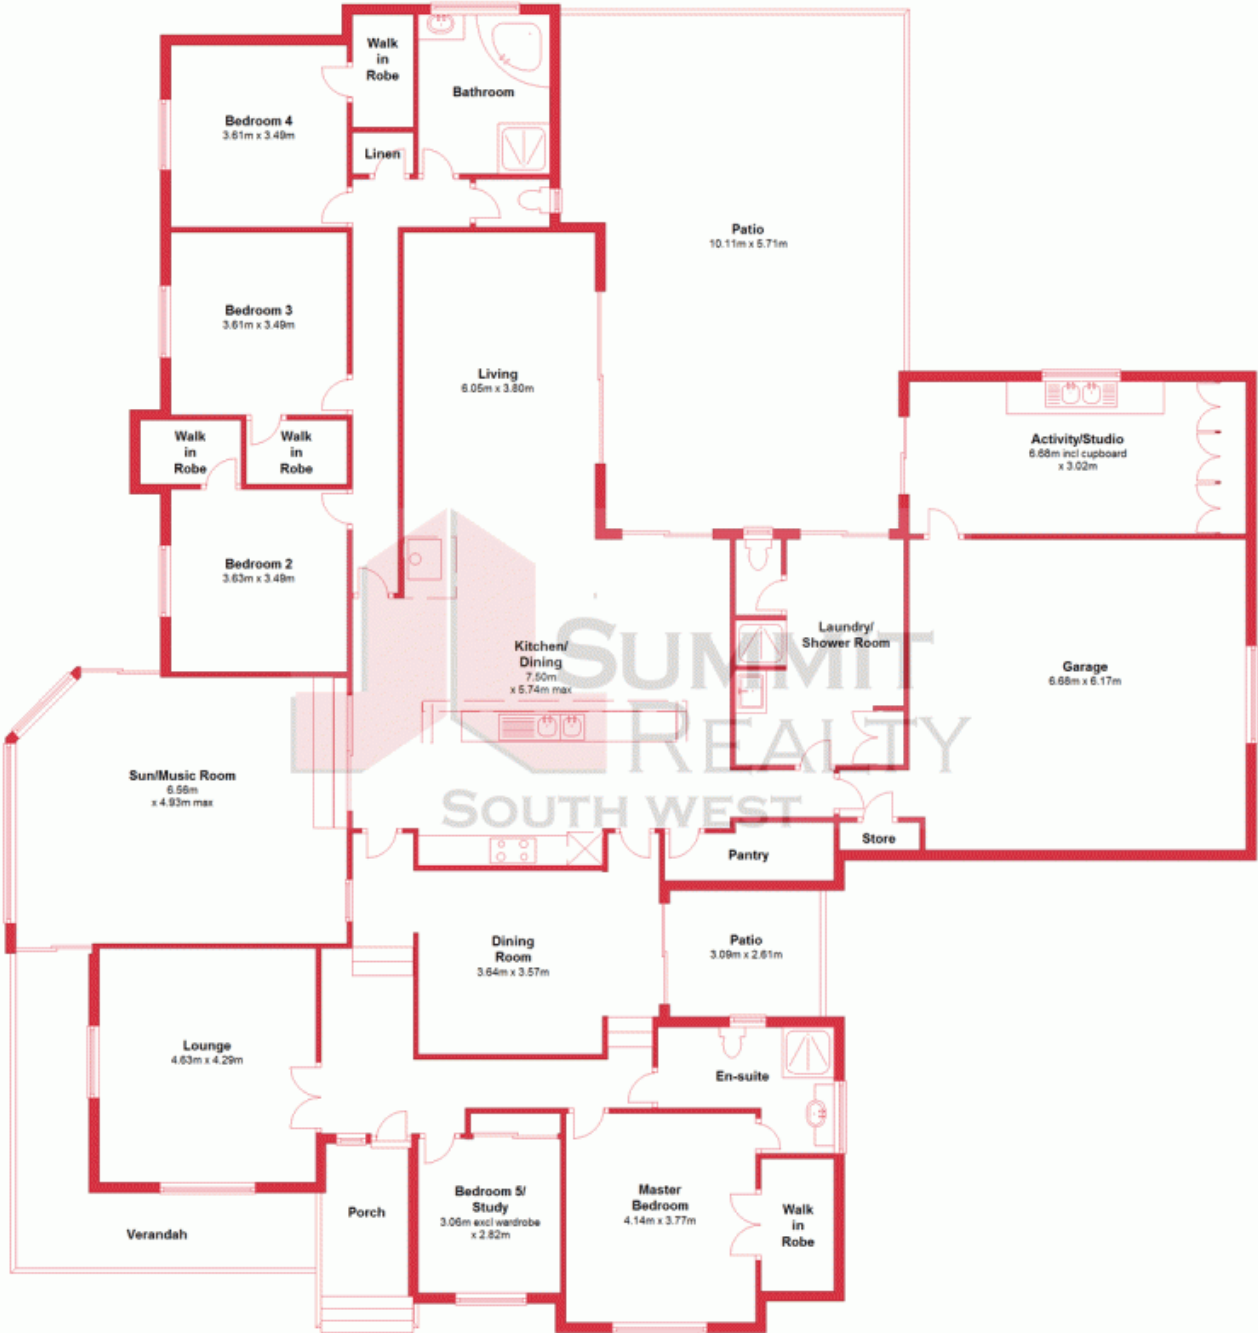 Walk
in
Robe
Bathroom
Bedroom 4
3.61m x 3.49m
Linen
Patio
10.11m x 5.71m
Bedroom 3
3.61m x 3.49m
Living
6.05m x 3.80m
Walk
in
Robe
Walk
in
Robe
Activity/Studio
6.68m incl cupboard
x 3.02m
Bedroom 2
3.63m x 3.49m
Laundry/
Shower Room
Kitchen/
Dining
7.50m
x 5.74m max
Garage
6.68m x 6.17m
SUMMIT
REALTY
SOUTH WEST
Sun/Music Room
6.56m
x 4.93m max
Store
Pantry
Dining
Room
3.64m x 3.57m
Patio
3.09m x 2.61m
Lounge
4.63m x 4.29m
En-suite
Bedroom 5/
Study
3.06m excl wardrobe
x 2.82m
Master
Bedroom
4.14m x 3.77m
Walk
in
Robe
Porch
Verandah